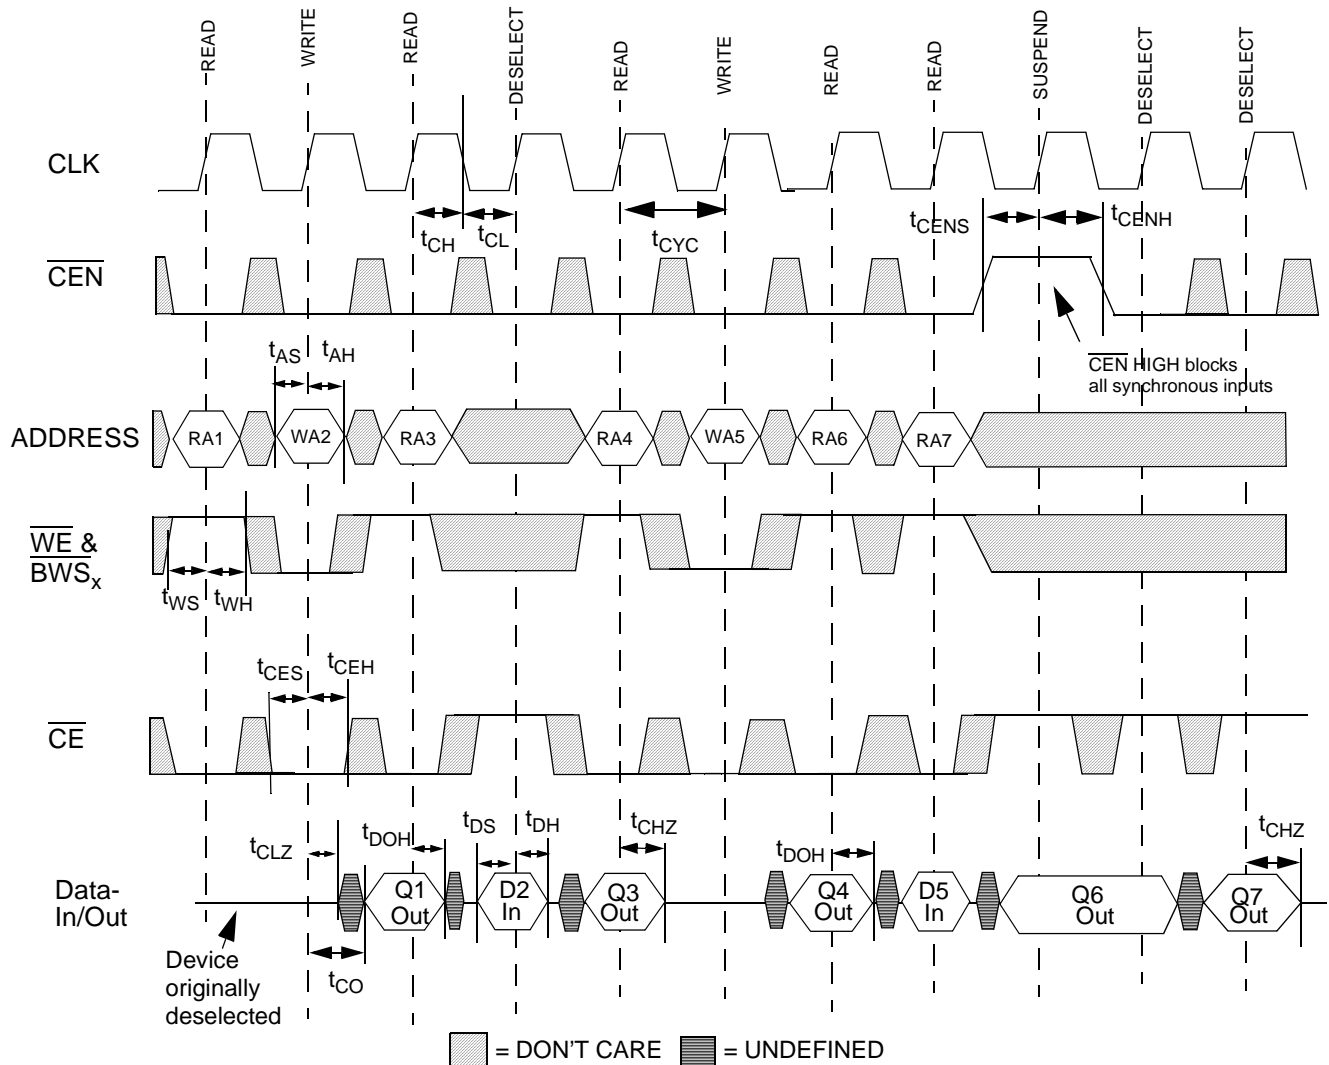 READ
WRITE
READ
DESELECT
READ
WRITE
READ
READ
SUSPEND
DESELECT
DESELECT
CLK
tCH
tCL
tCYC
tCENS
tCENH
CEN
CEN HIGH blocks
all synchronous inputs
tAS
tAH
ADDRESS
RA1
WA2
RA3
RA4
WA5
RA6
RA7
WE &
BWSx
tWS
tWH
tCES
tCEH
CE
tCLZ
tDOH
tDS
tDH
tCHZ
tDOH
tCHZ
Data-
In/Out
Q1
Out
D2
In
Q3
Out
Q4
Out
D5
In
Q6
Out
Q7
Out
tCO
Device
originally
deselected
= DON'T CARE
= UNDEFINED